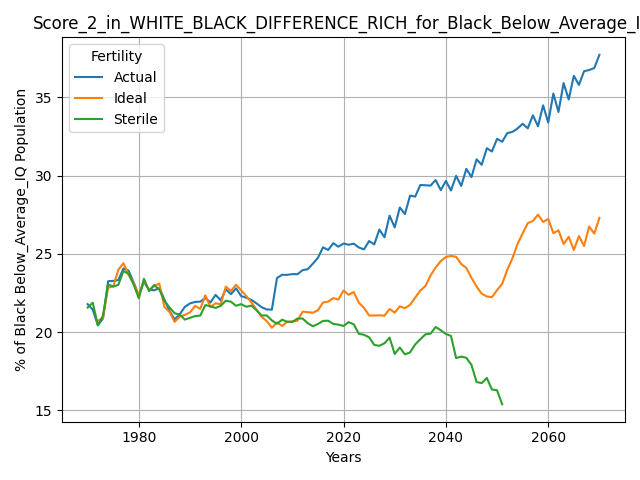 Score_2_in_WHITE_BLACK_DIFFERENCE_RICH_for_Black_Below_Average_I
% of Black Below_Average_IQ Population
Fertility
Actual
Ideal
Sterile
35
30
25
20
15
1980
2000
2020
2040
2060
Years